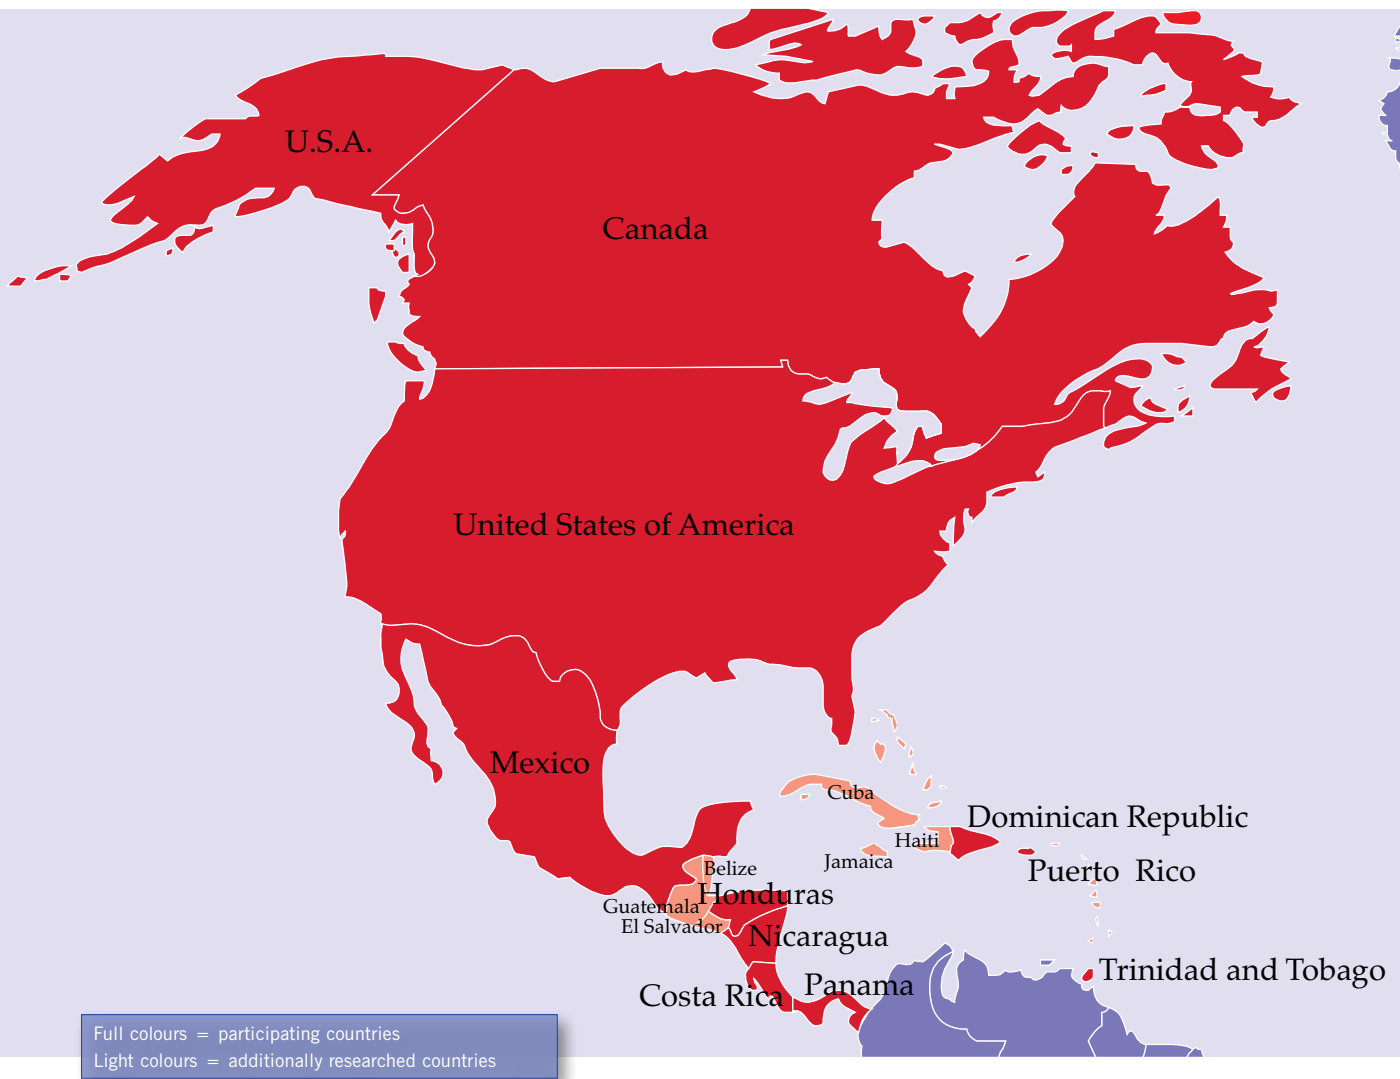 U.S.A.
Canada
United States of America
Mexico
Cuba
Dominican Republic
Haiti
Jamaica
Belize
Puerto Rico
Honduras
Guatemala
El Salvador
Nicaragua
Trinidad and Tobago
Panama
Costa Rica
Full colours = participating countries
Light colours = additionally researched countries